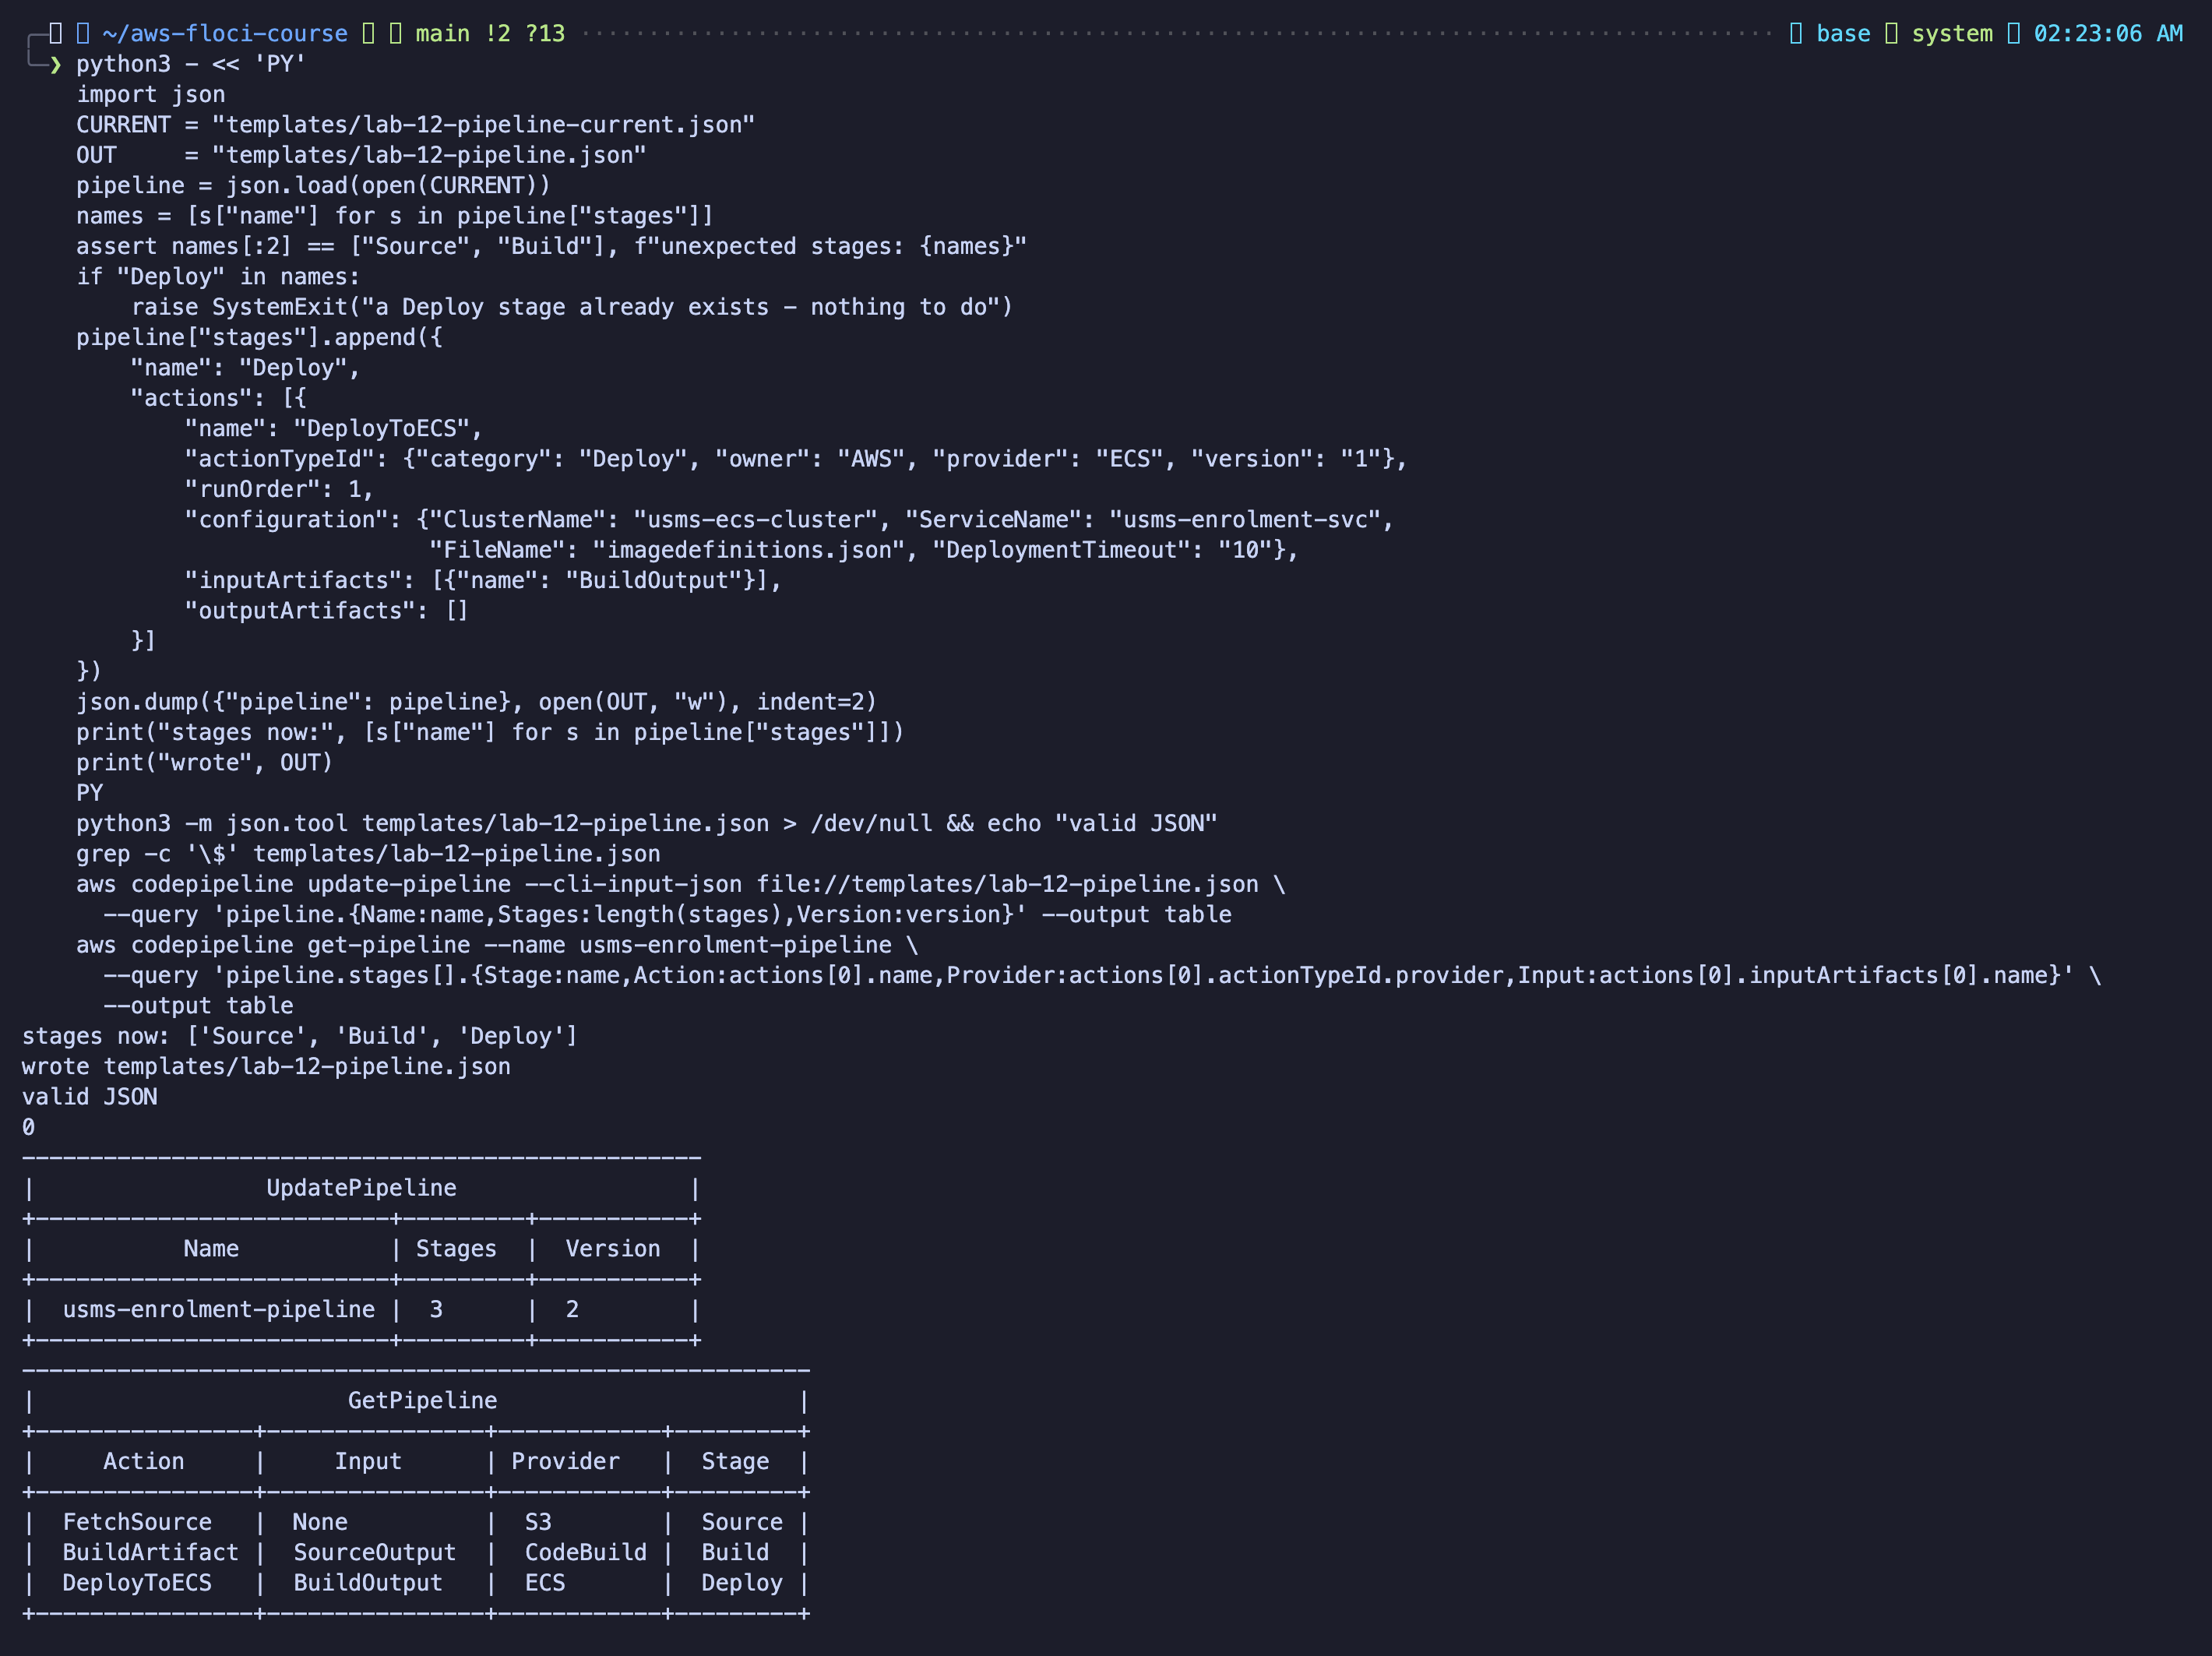 ~/aws-floci-course main !2 ?13 base system 02:23:06 AM
❯ python3 - << 'PY'
import json
CURRENT = "templates/lab-12-pipeline-current.json"
OUT     = "templates/lab-12-pipeline.json"
pipeline = json.load(open(CURRENT))
names = [s["name"] for s in pipeline["stages"]]
assert names[:2] == ["Source", "Build"], f"unexpected stages: {names}"
if "Deploy" in names:
    raise SystemExit("a Deploy stage already exists - nothing to do")
pipeline["stages"].append({
    "name": "Deploy",
    "actions": [{
        "name": "DeployToECS",
        "actionTypeId": {"category": "Deploy", "owner": "AWS", "provider": "ECS", "version": "1"},
        "runOrder": 1,
        "configuration": {"ClusterName": "usms-ecs-cluster", "ServiceName": "usms-enrolment-svc",
                          "FileName": "imagedefinitions.json", "DeploymentTimeout": "10"},
        "inputArtifacts": [{"name": "BuildOutput"}],
        "outputArtifacts": []
    }]
})
json.dump({"pipeline": pipeline}, open(OUT, "w"), indent=2)
print("stages now:", [s["name"] for s in pipeline["stages"]])
print("wrote", OUT)
PY
python3 -m json.tool templates/lab-12-pipeline.json > /dev/null && echo "valid JSON"
grep -c '\$' templates/lab-12-pipeline.json
aws codepipeline update-pipeline --cli-input-json file://templates/lab-12-pipeline.json \
  --query 'pipeline.{Name:name,Stages:length(stages),Version:version}' --output table
aws codepipeline get-pipeline --name usms-enrolment-pipeline \
  --query 'pipeline.stages[].{Stage:name,Action:actions[0].name,Provider:actions[0].actionTypeId.provider,Input:actions[0].inputArtifacts[0].name}' \
  --output table
stages now: ['Source', 'Build', 'Deploy']
wrote templates/lab-12-pipeline.json
valid JSON
0
--------------------------------------------------
|                 UpdatePipeline                 |
+--------------------------+---------+-----------+
|           Name           | Stages  |  Version  |
+--------------------------+---------+-----------+
|  usms-enrolment-pipeline |  3      |  2        |
+--------------------------+---------+-----------+
----------------------------------------------------------
|                       GetPipeline                      |
+----------------+----------------+------------+---------+
|     Action     |     Input      | Provider   |  Stage  |
+----------------+----------------+------------+---------+
|  FetchSource   |  None          |  S3        |  Source |
|  BuildArtifact |  SourceOutput  |  CodeBuild |  Build  |
|  DeployToECS   |  BuildOutput   |  ECS       |  Deploy |
+----------------+----------------+------------+---------+